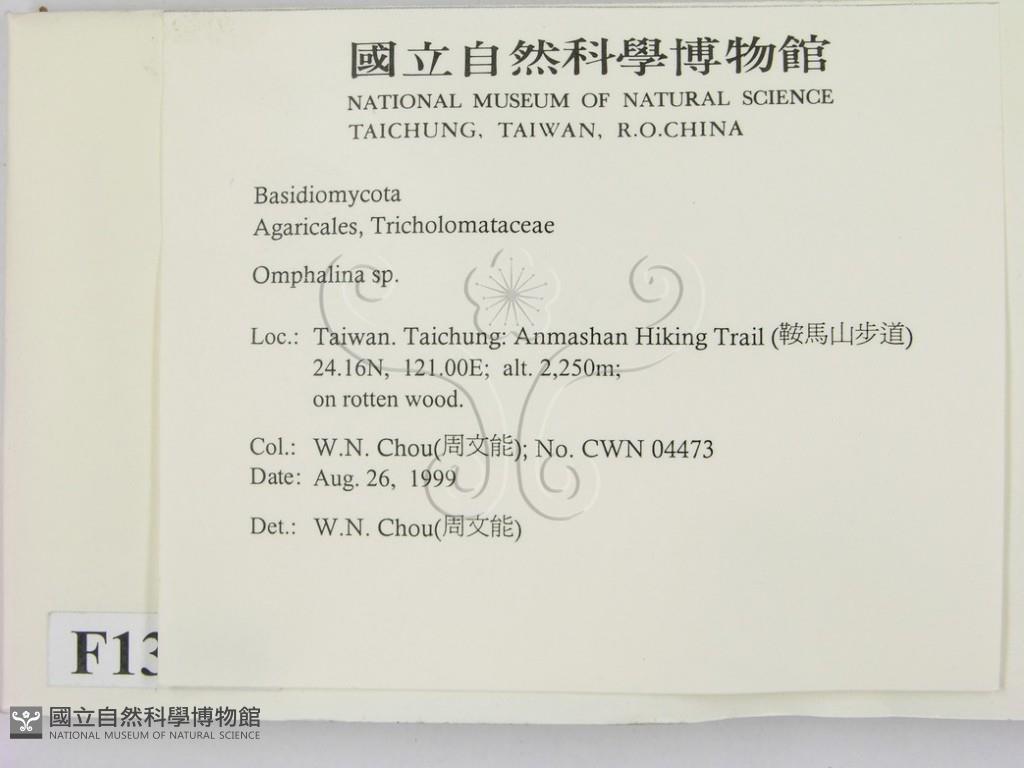 國立自然科學博物館
NATIONAL MUSEUM OF NATURAL SCIENCE
TAICHUNG, TAIWAN, R.O.CHINA
Basidiomycota
Agaricales, Tricholomataceae
Omphalina sp.
Loc.: Taiwan. Taichung: Anmashan Hiking Trail (鞍馬山步道)
24.16N, 121.00E; alt. 2,250m;
on rotten wood.
Col.: W.N. Chou(周文能); No. CWN 04473
Date: Aug. 26, 1999
Det.: W.N. Chou(周文能)
F13
國立自然科學博物館
NATIONAL MUSEUM OF NATURAL SCIENCE